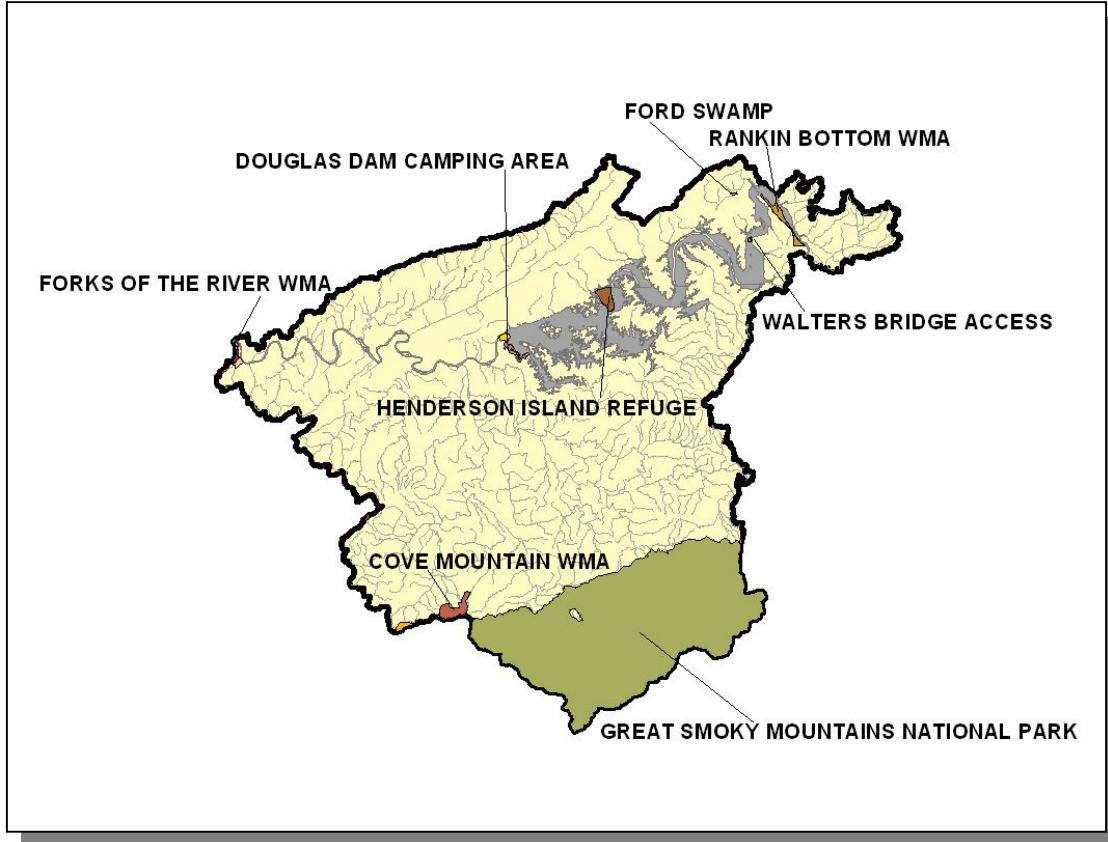 FORD SWAMP
RANKIN BOTTOM WMA
DOUGLAS DAM CAMPING AREA
FORKS OF THE RIVER WMA
WALTERS BRIDGE ACCESS
HENDERSON ISLAND REFUGE
COVE MOUNTAIN WMA
GREAT SMOKY MOUNTAINS NATIONAL PARK